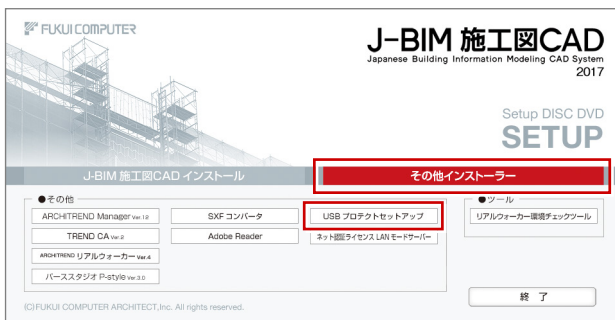 FUKUI COMPUTER
J-BIM 施工図CAD
Japanese Building Information Modeling CAD System
2017
Setup DISC DVD
SETUP
J-BIM 施工図CAD インストール
その他インストーラー
●その他
ARCHITREND Manager Ver.12
SXF コンバータ
USB プロテクトセットアップ
TREND CA Ver.2
Adobe Reader
ネット認証ライセンス LAN モードサーバー
ARCHITREND リアルウォーカー Ver.4
パーススタジオ P-style Ver.3.0
●ツール
リアルウォーカー環境チェックツール
終 了
(C)FUKUI COMPUTER ARCHITECT,Inc. All rights reserved.